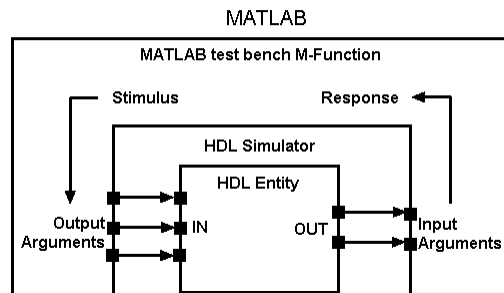 MATLAB
MATLAB test bench M-Function
Stimulus
Response
HDL Simulator
HDL Entity
Output
Arguments
IN
OUT
Input
Arguments